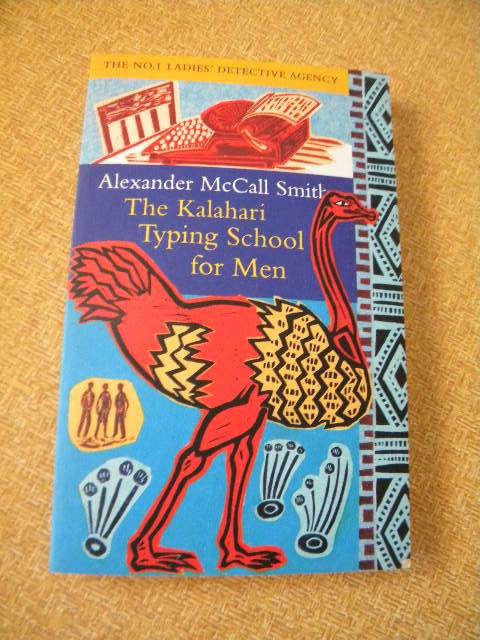 THE NO.1 LADIES' DETECTIVE AGENCY
Alexander McCall Smith
The Kalahari
Typing School
for Men